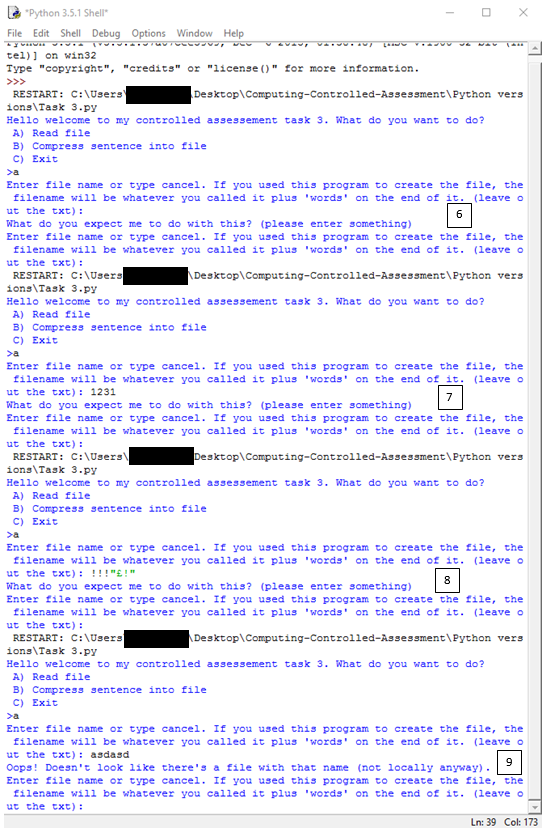 *Python 3.5.1 Shell*
File Edit Shell Debug Options Window Help
tel)] on win32
Type "copyright", "credits" or "license()" for more information.
>>>
RESTART: C:\Users\ \Desktop\Computing-Controlled-Assessment\Python vers
ions\Task 3.py
Hello welcome to my controlled assessement task 3. What do you want to do?
A) Read file
B) Compress sentence into file
C) Exit
>a
Enter file name or type cancel. If you used this program to create the file, the
filename will be whatever you called it plus 'words' on the end of it. (leave o
ut the txt):
What do you expect me to do with this? (please enter something) 6
Enter file name or type cancel. If you used this program to create the file, the
filename will be whatever you called it plus 'words' on the end of it. (leave o
ut the txt):
RESTART: C:\Users\ \Desktop\Computing-Controlled-Assessment\Python vers
ions\Task 3.py
Hello welcome to my controlled assessement task 3. What do you want to do?
A) Read file
B) Compress sentence into file
C) Exit
>a
Enter file name or type cancel. If you used this program to create the file, the
filename will be whatever you called it plus 'words' on the end of it. (leave o
ut the txt): 1231
What do you expect me to do with this? (please enter something) 7
Enter file name or type cancel. If you used this program to create the file, the
filename will be whatever you called it plus 'words' on the end of it. (leave o
ut the txt):
RESTART: C:\Users\ Desktop\Computing-Controlled-Assessment\Python vers
ions\Task 3.py
Hello welcome to my controlled assessement task 3. What do you want to do?
A) Read file
B) Compress sentence into file
C) Exit
>a
Enter file name or type cancel. If you used this program to create the file, the
filename will be whatever you called it plus 'words' on the end of it. (leave o
ut the txt): !!!"£!"
What do you expect me to do with this? (please enter something) 8
Enter file name or type cancel. If you used this program to create the file, the
filename will be whatever you called it plus 'words' on the end of it. (leave o
ut the txt):
RESTART: C:\Users\ \Desktop\Computing-Controlled-Assessment\Python vers
ions\Task 3.py
Hello welcome to my controlled assessement task 3. What do you want to do?
A) Read file
B) Compress sentence into file
C) Exit
>a
Enter file name or type cancel. If you used this program to create the file, the
filename will be whatever you called it plus 'words' on the end of it. (leave o
ut the txt): asdasd
Oops! Doesn't look like there's a file with that name (not locally anyway). 9
Enter file name or type cancel. If you used this program to create the file, the
filename will be whatever you called it plus 'words' on the end of it. (leave o
ut the txt):
Ln: 39 Col: 173